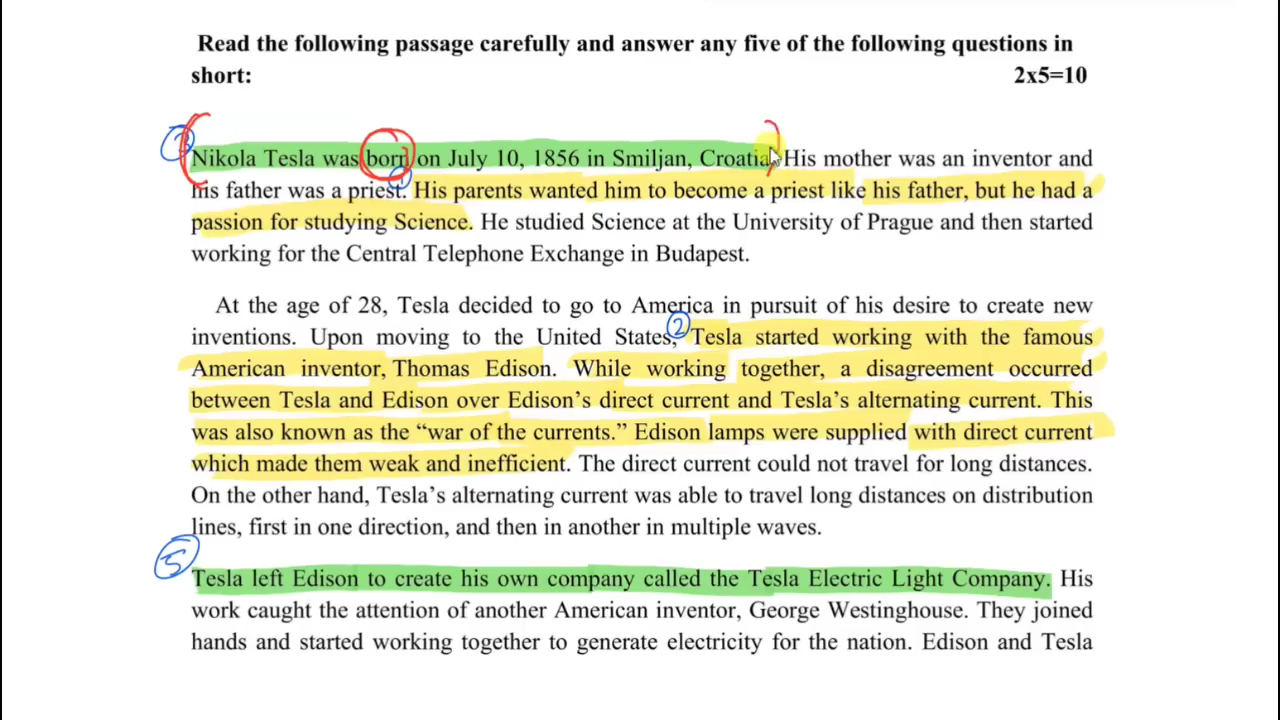 Read the following passage carefully and answer any five of the following questions in
short: 2x5=10
Nikola Tesla was born on July 10, 1856 in Smiljan, Croatia. His mother was an inventor and
his father was a priest. His parents wanted him to become a priest like his father, but he had a
passion for studying Science. He studied Science at the University of Prague and then started
working for the Central Telephone Exchange in Budapest.
At the age of 28, Tesla decided to go to America in pursuit of his desire to create new
inventions. Upon moving to the United States, 2 Tesla started working with the famous
American inventor, Thomas Edison. While working together, a disagreement occurred
between Tesla and Edison over Edison’s direct current and Tesla’s alternating current. This
was also known as the “war of the currents.” Edison lamps were supplied with direct current
which made them weak and inefficient. The direct current could not travel for long distances.
On the other hand, Tesla’s alternating current was able to travel long distances on distribution
lines, first in one direction, and then in another in multiple waves.
5
Tesla left Edison to create his own company called the Tesla Electric Light Company. His
work caught the attention of another American inventor, George Westinghouse. They joined
hands and started working together to generate electricity for the nation. Edison and Tesla